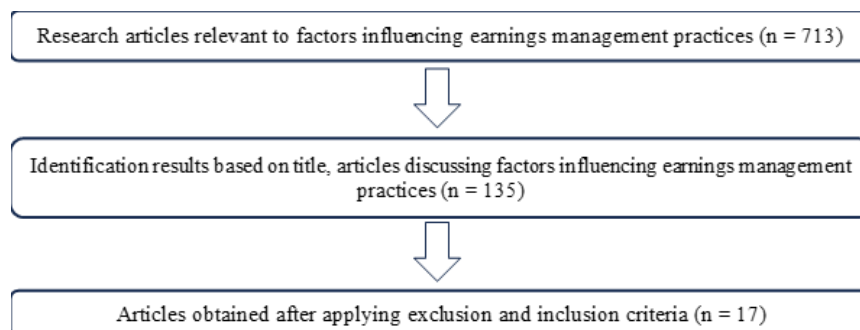 Research articles relevant to factors influencing earnings management practices (n = 713)
Identification results based on title, articles discussing factors influencing earnings management
practices (n = 135)
Articles obtained after applying exclusion and inclusion criteria (n = 17)